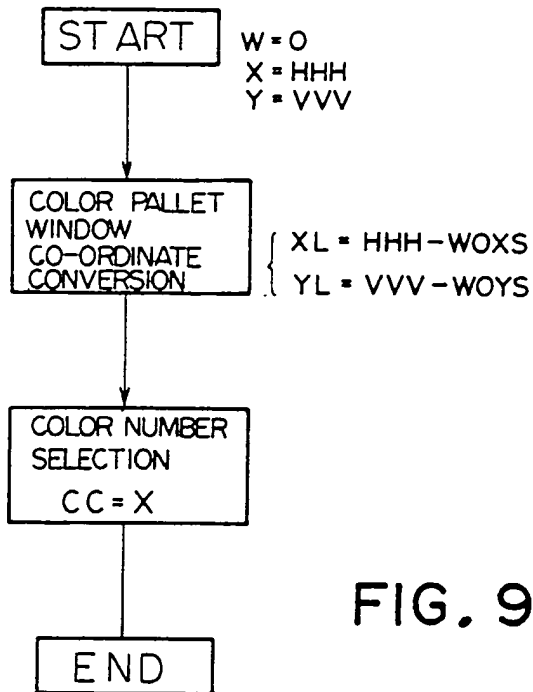 START
W = 0
X = HHH
Y = VVV
COLOR PALLET
WINDOW
CO-ORDINATE
CONVERSION
XL = HHH-WOXS
YL = VVV-WOYS
COLOR NUMBER
SELECTION
CC = X
END
FIG. 9